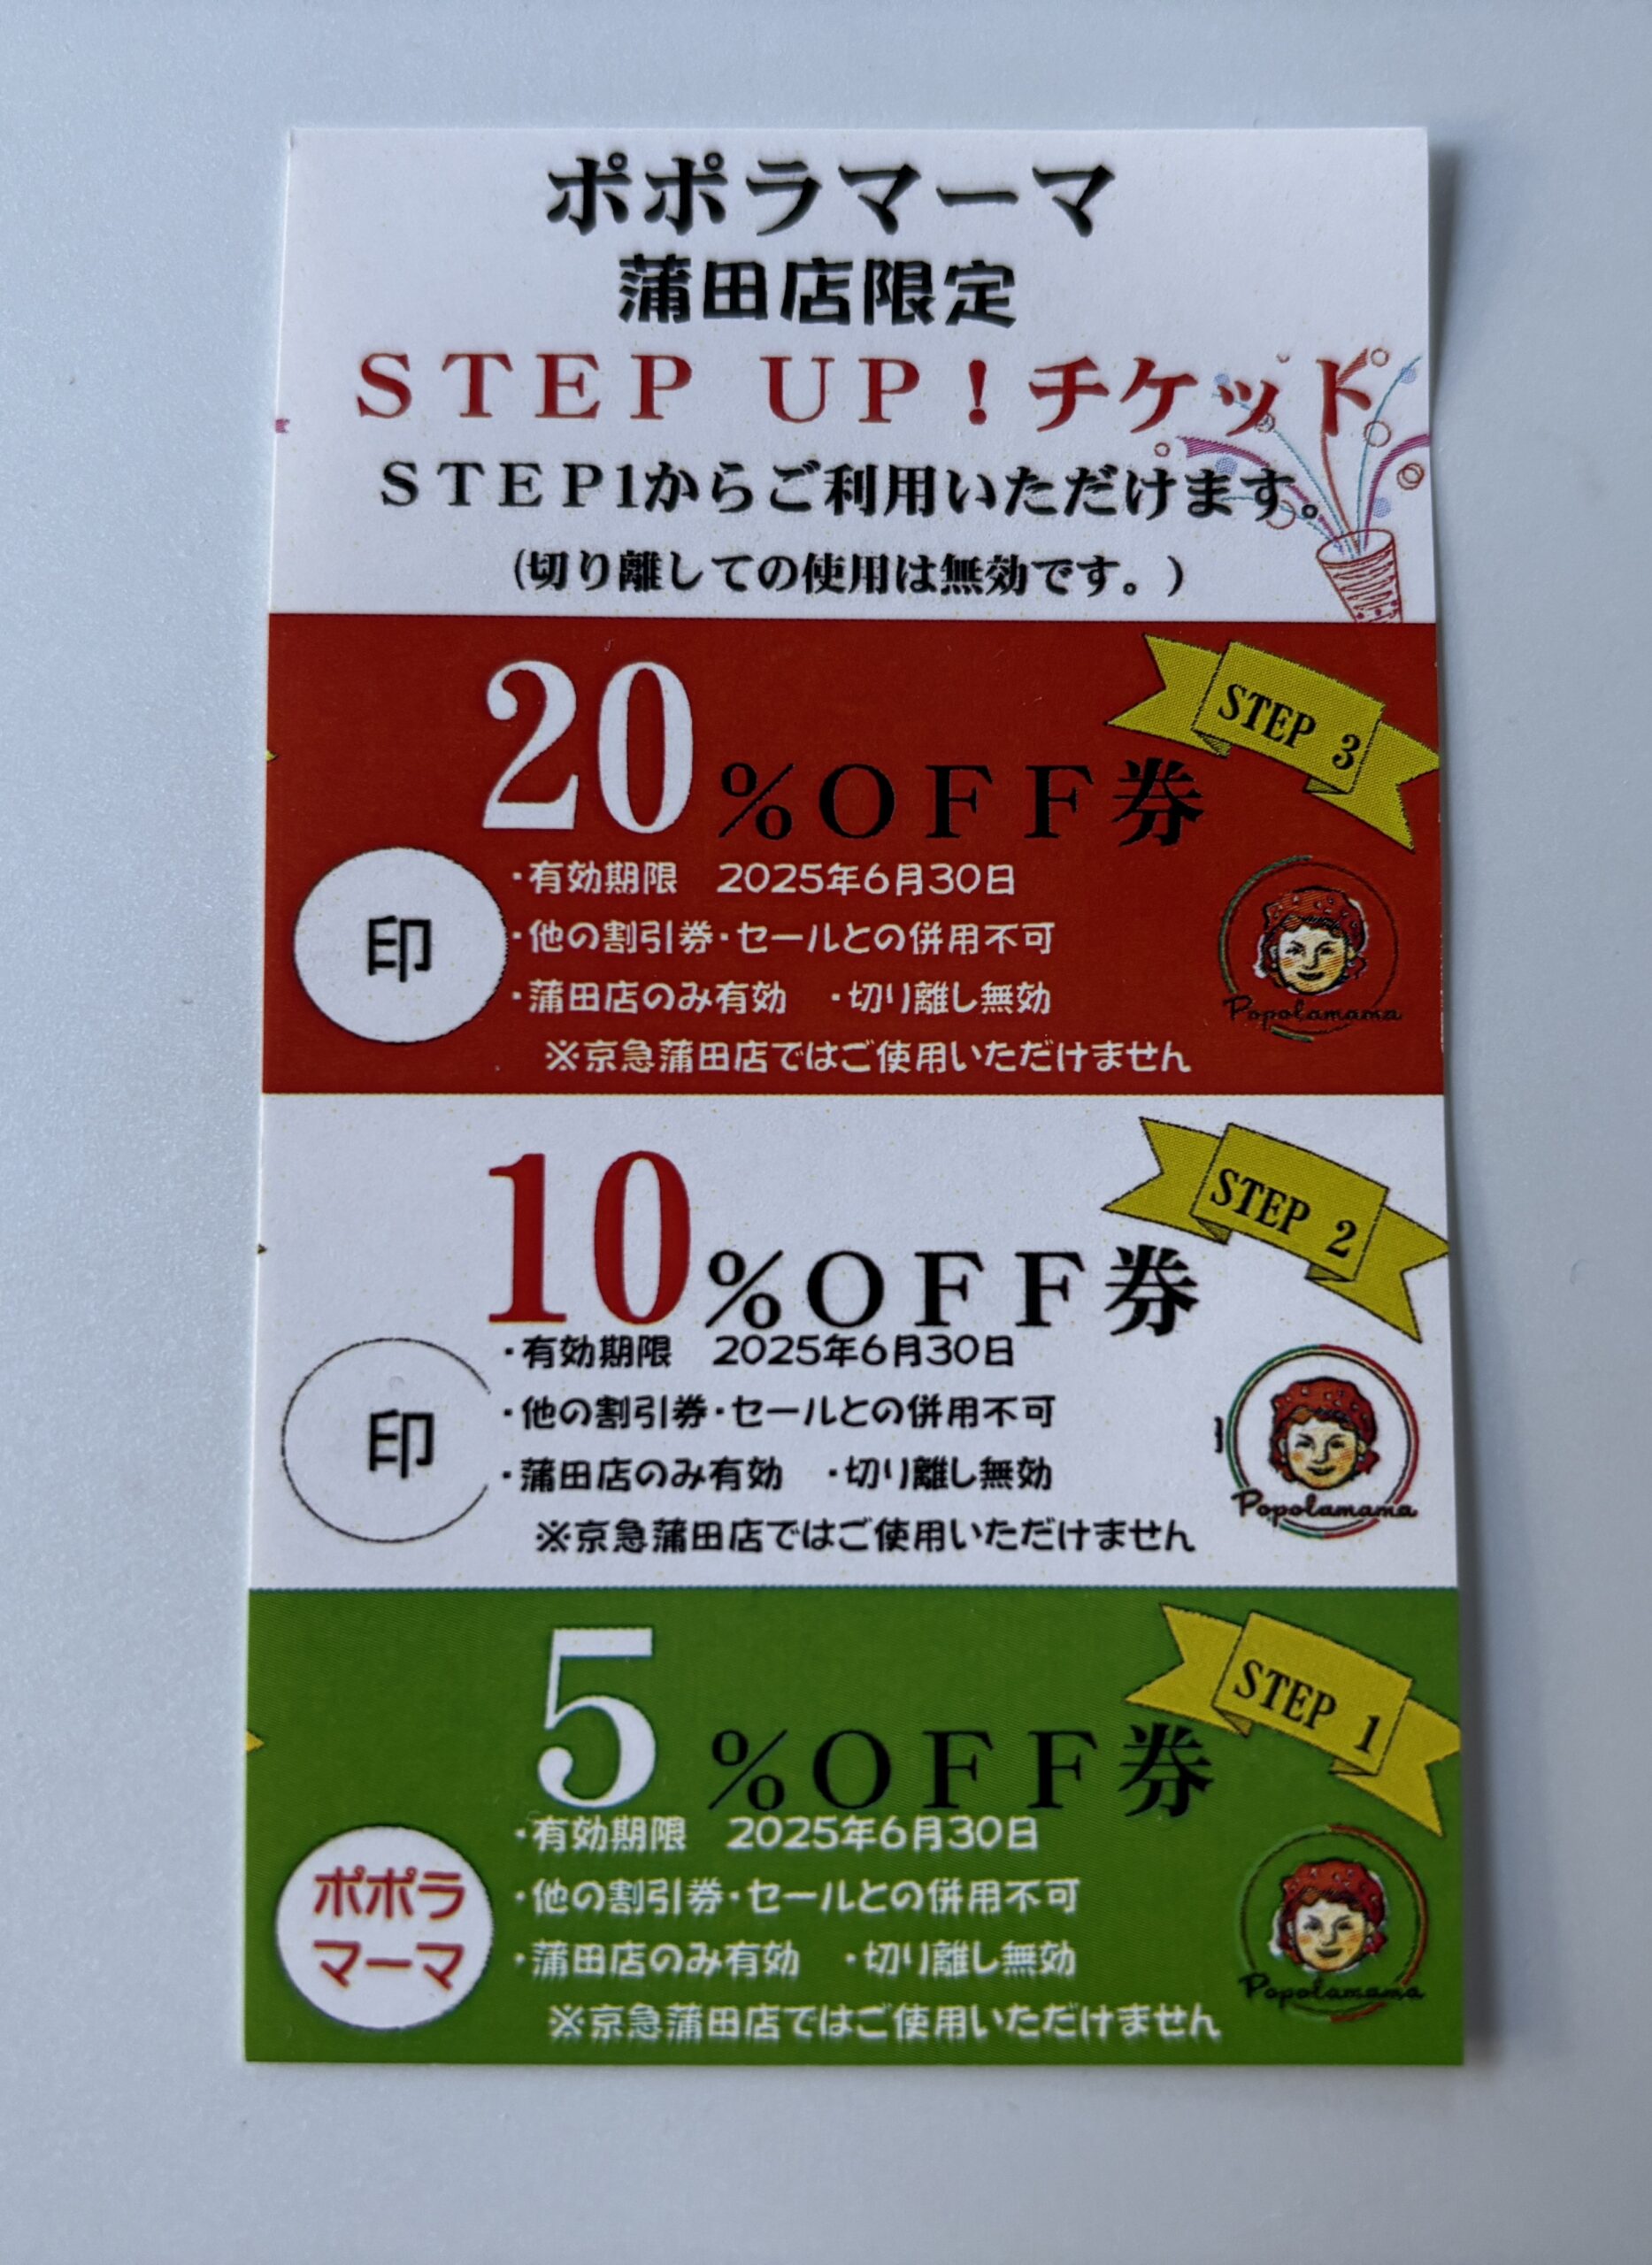 ポポラマーマ
蒲田店限定
ＳＴＥＰ　ＵＰ！チケット
ＳＴＥＰ1からご利用いただけます。
(切り離しての使用は無効です。)
STEP 3
20％ＯＦＦ券
・有効期限　2025年6月30日
・他の割引券・セールとの併用不可
・蒲田店のみ有効　・切り離し無効
※京急蒲田店ではご使用いただけません
印
Popolamama
STEP 2
10％ＯＦＦ券
・有効期限　2025年6月30日
・他の割引券・セールとの併用不可
・蒲田店のみ有効　・切り離し無効
※京急蒲田店ではご使用いただけません
印
Popolamama
STEP 1
5％ＯＦＦ券
・有効期限　2025年6月30日
・他の割引券・セールとの併用不可
・蒲田店のみ有効　・切り離し無効
※京急蒲田店ではご使用いただけません
ポポラ
マーマ
Popolamama